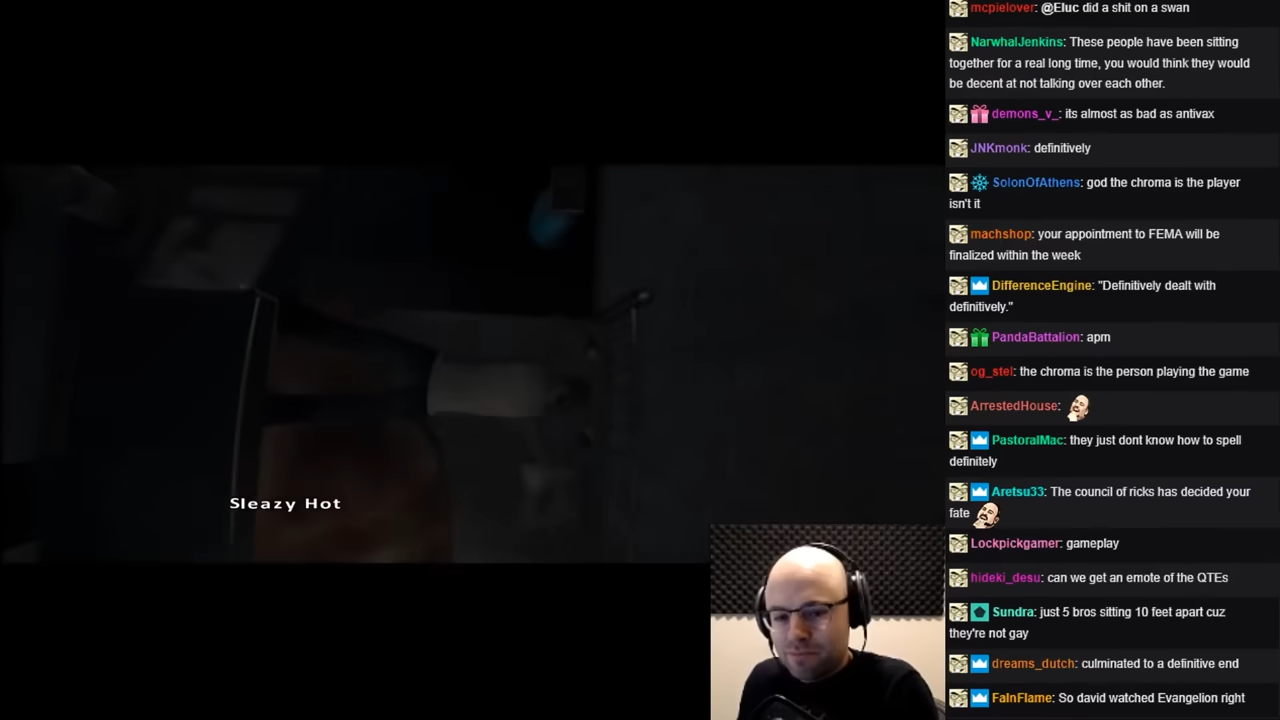 mcpielover: @Eluc did a shit on a swan
NarwhalJenkins: These people have been sitting
together for a real long time, you would think they would
be decent at not talking over each other.
demons_v_: its almost as bad as antivax
JNKmonk: definitively
SolonOfAthens: god the chroma is the player
isn't it
machshop: your appointment to FEMA will be
finalized within the week
DifferenceEngine: "Definitively dealt with
definitively."
PandaBattalion: apm
og_stel: the chroma is the person playing the game
ArrestedHouse:
PastoralMac: they just dont know how to spell
definitely
Aretsu33: The council of ricks has decided your
fate
Lockpickgamer: gameplay
hideki_desu: can we get an emote of the QTEs
Sundra: just 5 bros sitting 10 feet apart cuz
they're not gay
dreams_dutch: culminated to a definitive end
FalnFlame: So david watched Evangelion right
Sleazy Hot